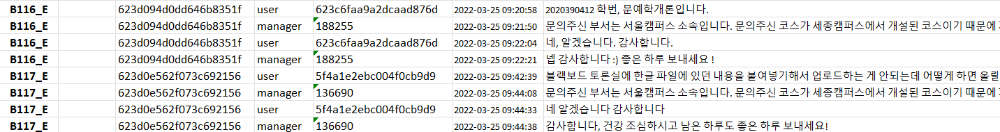 B116_E 623d094d0dd646b8351f user 623c6faa9a2dcaad876d 2022-03-25 09:20:58 2020390412 학번, 문예학개론입니다.
B116_E 623d094d0dd646b8351f manager 188255 2022-03-25 09:21:50 문의주신 부서는 서울캠퍼스 소속입니다. 문의주신 코스가 세종캠퍼스에서 개설된 코스이기 때문에
B116_E 623d094d0dd646b8351f user 623c6faa9a2dcaad876d 2022-03-25 09:22:04 네, 알겠습니다. 감사합니다.
B116_E 623d094d0dd646b8351f manager 188255 2022-03-25 09:22:21 넵 감사합니다 :) 좋은 하루 보내세요 !
B117_E 623d0e562f073c692156 user 5f4a1e2ebc004f0cb9d9 2022-03-25 09:42:39 블랙보드 토론실에 한글 파일에 있던 내용을 붙여넣기해서 업로드하는 게 안되는데 어떻게 하면 올릴
B117_E 623d0e562f073c692156 manager 136690 2022-03-25 09:44:08 문의주신 부서는 서울캠퍼스 소속입니다. 문의주신 코스가 세종캠퍼스에서 개설된 코스이기 때문에
B117_E 623d0e562f073c692156 user 5f4a1e2ebc004f0cb9d9 2022-03-25 09:44:33 네 알겠습니다 감사합니다
B117_E 623d0e562f073c692156 manager 136690 2022-03-25 09:44:38 감사합니다, 건강 조심하시고 남은 하루도 좋은 하루 보내세요!